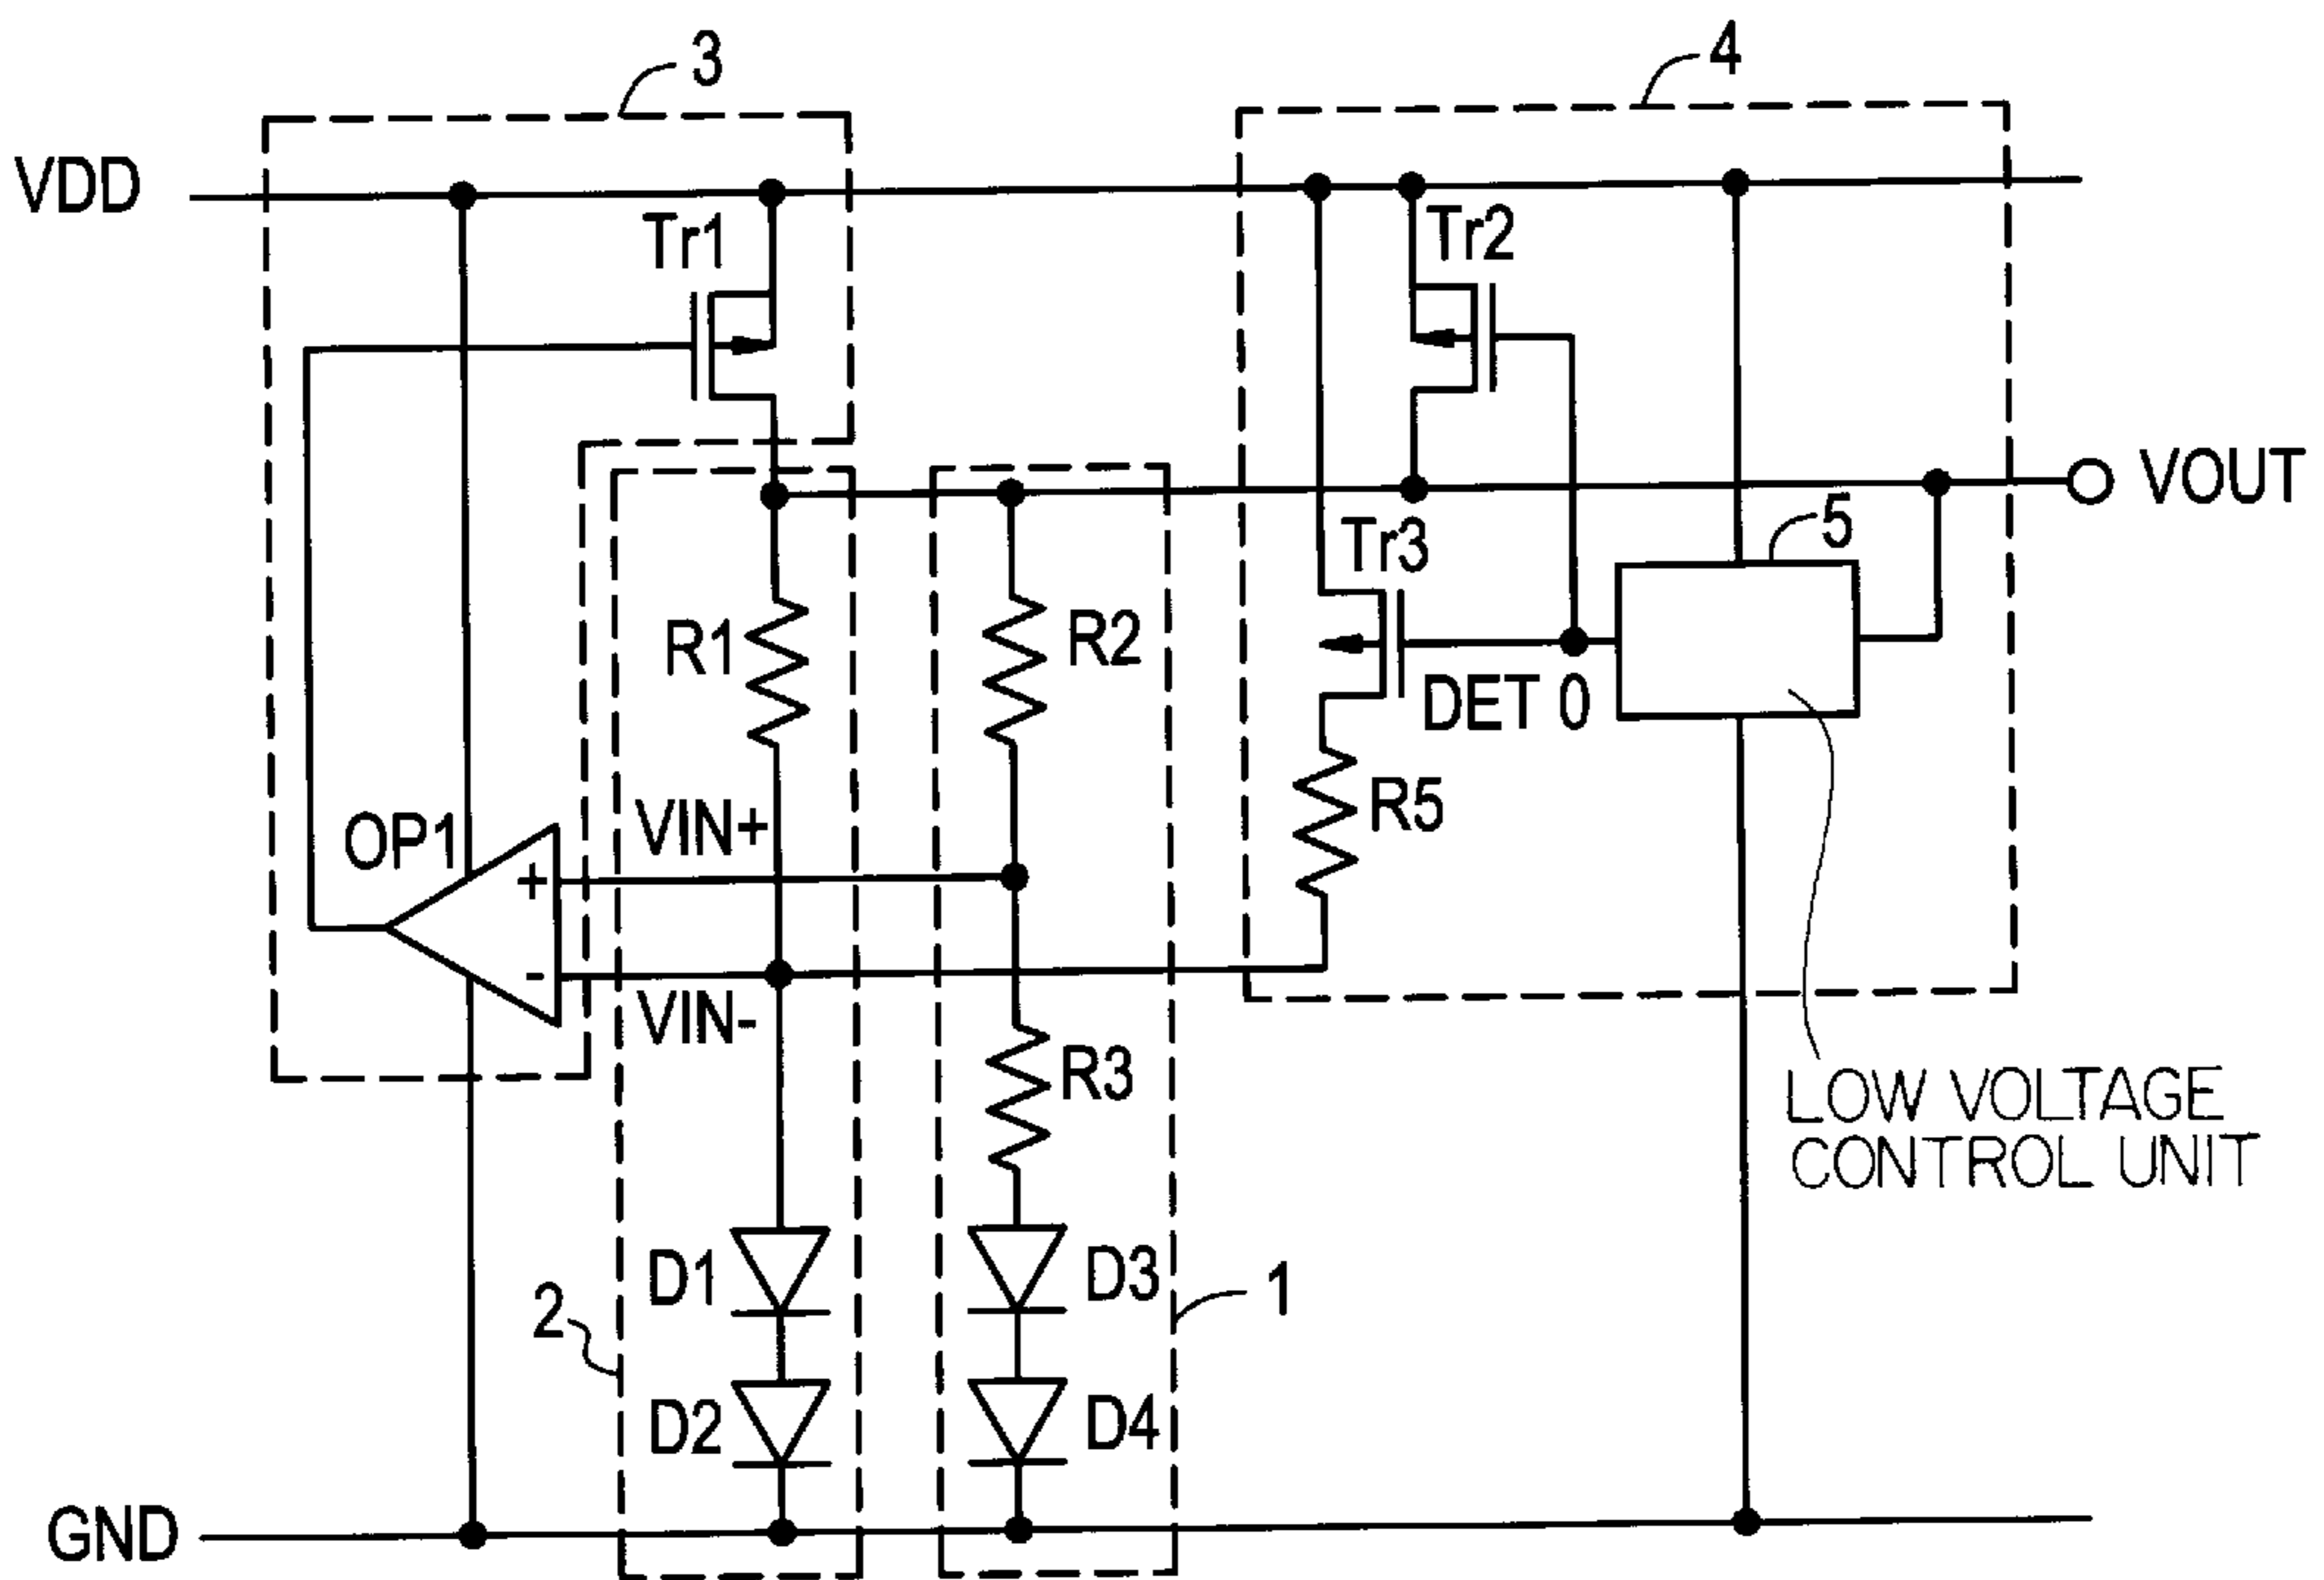 3
4
VDD
Tr1
Tr2
VOUT
5
Tr3
R1
R2
DET 0
R5
OP1
VIN+
+
-
VIN-
R3
LOW VOLTAGE
CONTROL UNIT
D1
D3
1
2
D2
D4
GND